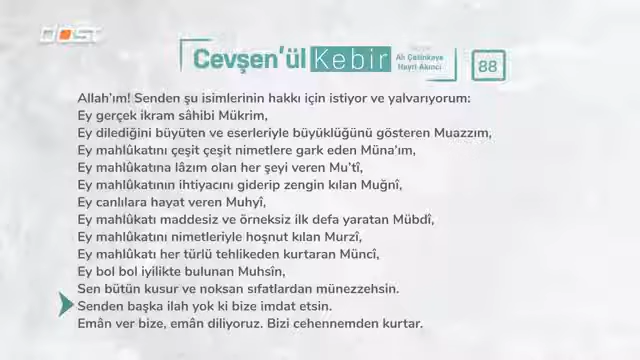 DOST
Cevşen'ül Kebir
Ali Çetinkaya
Hayri Akıncı
88
Allah'ım! Senden şu isimlerinin hakkı için istiyor ve yalvarıyorum:
Ey gerçek ikram sâhibi Mükrim,
Ey dilediğini büyüten ve eserleriyle büyüklüğünü gösteren Muazzım,
Ey mahlûkatını çeşit çeşit nimetlere gark eden Müna'ım,
Ey mahlûkatına lâzım olan her şeyi veren Mu'tî,
Ey mahlûkatının ihtiyacını giderip zengin kılan Muğnî,
Ey canlılara hayat veren Muhyî,
Ey mahlûkatı maddesiz ve örneksiz ilk defa yaratan Mübdî,
Ey mahlûkatını nimetleriyle hoşnut kılan Murzî,
Ey mahlûkatı her türlü tehlikeden kurtaran Müncî,
Ey bol bol iyilikte bulunan Muhsîn,
Sen bütün kusur ve noksan sıfatlardan münezzehsin.
Senden başka ilah yok ki bize imdat etsin.
Emân ver bize, emân diliyoruz. Bizi cehennemden kurtar.